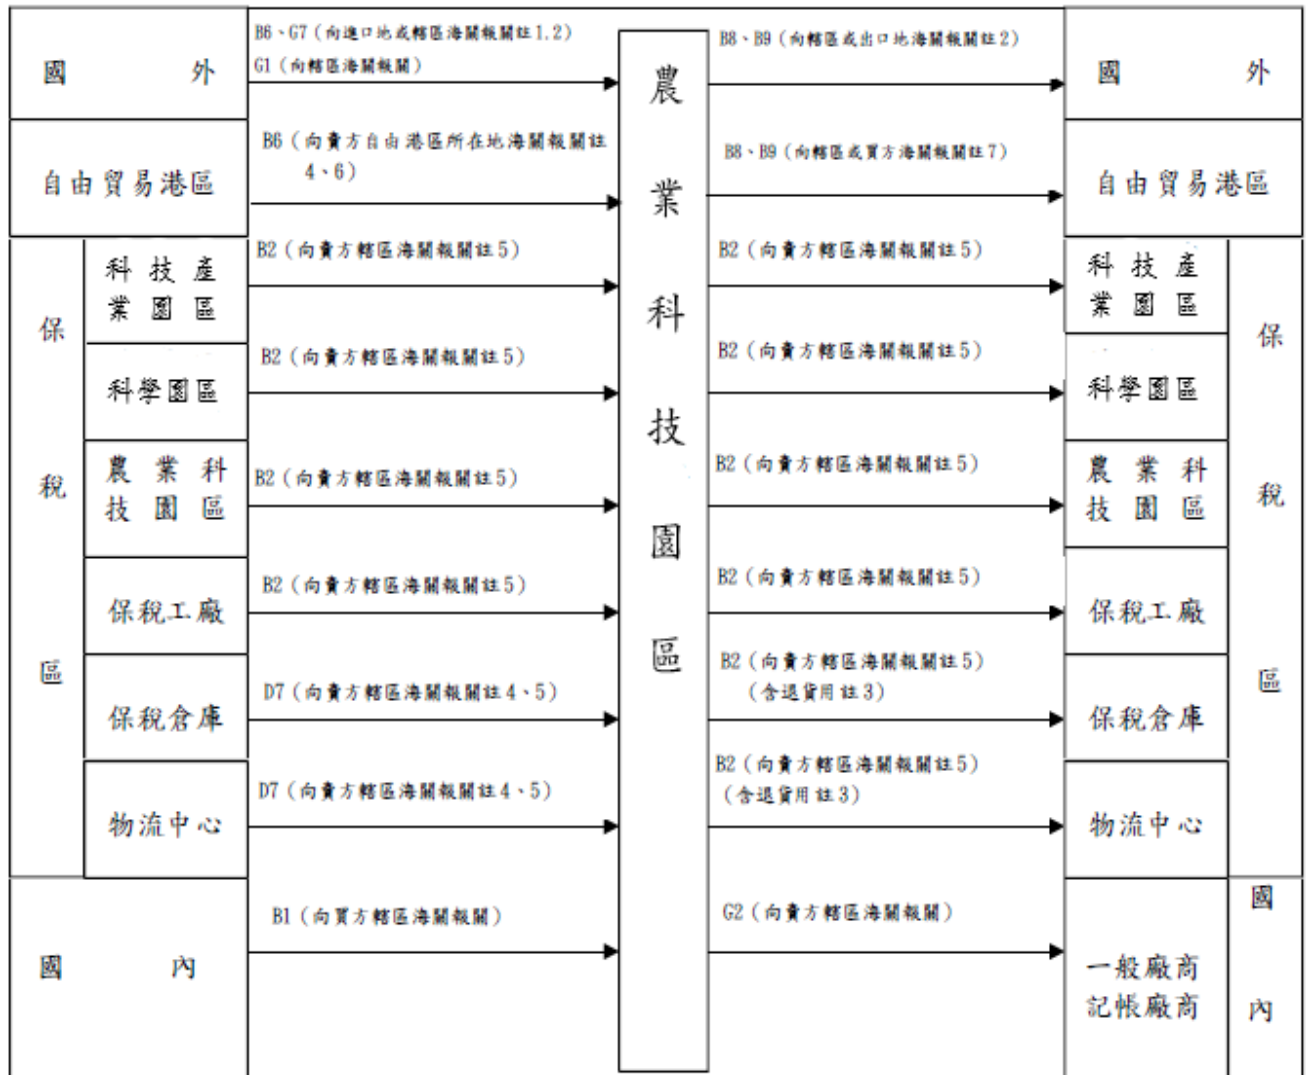 國 外
B6、G7（向進口地或轄區海關報關註1,2）
G1（向轄區海關報關）
B8、B9（向轄區或出口地海關報關註2）
國 外
自由貿易港區
B6（向賣方自由港區所在地海關報關註
4、6）
B8、B9（向轄區或買方海關報關註7）
自由貿易港區
保 稅 區
科技產
業園區
B2（向賣方轄區海關報關註5）
B2（向賣方轄區海關報關註5）
科技產
業園區
科學園區
B2（向賣方轄區海關報關註5）
B2（向賣方轄區海關報關註5）
科學園區
農業科
技園區
B2（向賣方轄區海關報關註5）
B2（向賣方轄區海關報關註5）
農業科
技園區
保稅工廠
B2（向賣方轄區海關報關註5）
B2（向賣方轄區海關報關註5）
保稅工廠
保稅倉庫
D7（向賣方轄區海關報關註4、5）
B2（向賣方轄區海關報關註5）
（含退貨用註3）
保稅倉庫
物流中心
D7（向賣方轄區海關報關註4、5）
B2（向賣方轄區海關報關註5）
（含退貨用註3）
物流中心
保 稅 區
農業科技園區
國 內
B1（向買方轄區海關報關）
G2（向賣方轄區海關報關）
一般廠商
記帳廠商
國 內